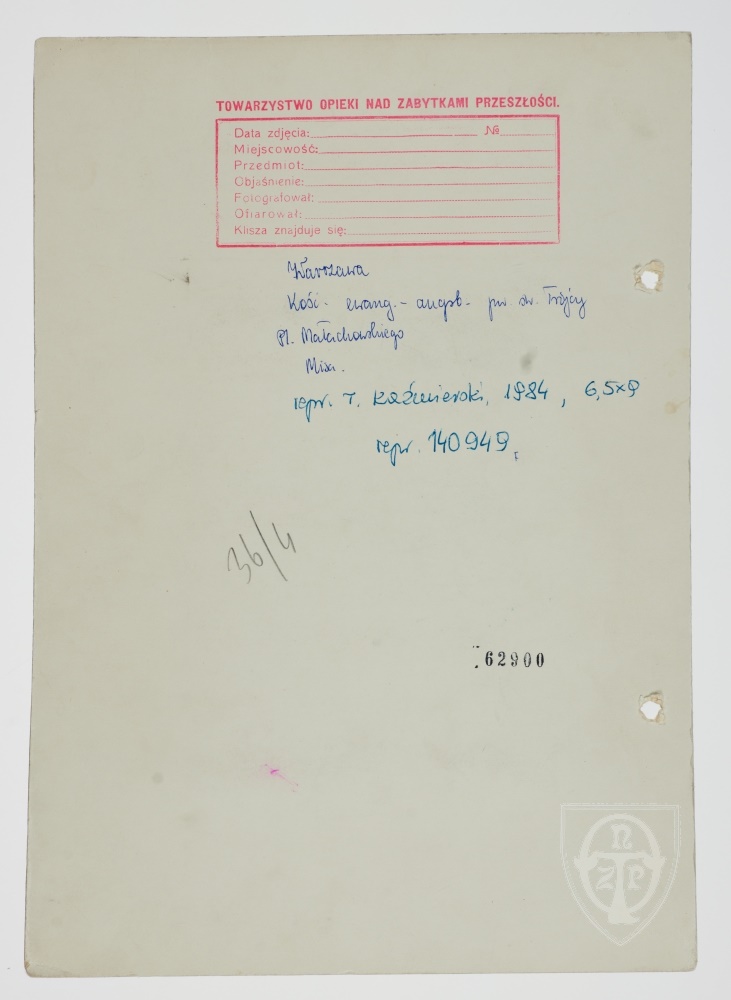 TOWARZYSTWO OPIEKI NAD ZABYTKAMI PRZESZŁOŚCI.
Data zdjęcia: №
Miejscowość:
Przedmiot:
Objaśnienie:
Fotografował:
Ofiarował:
Klisza znajduje się:
Warszawa
Kość. ewang.-augsb. pw. św. Trójcy
Pl. Małachowskiego
repr. T. Kaźmierski, 1984, 6,5x9
repr. 140949
36/4
62900
N
Z P